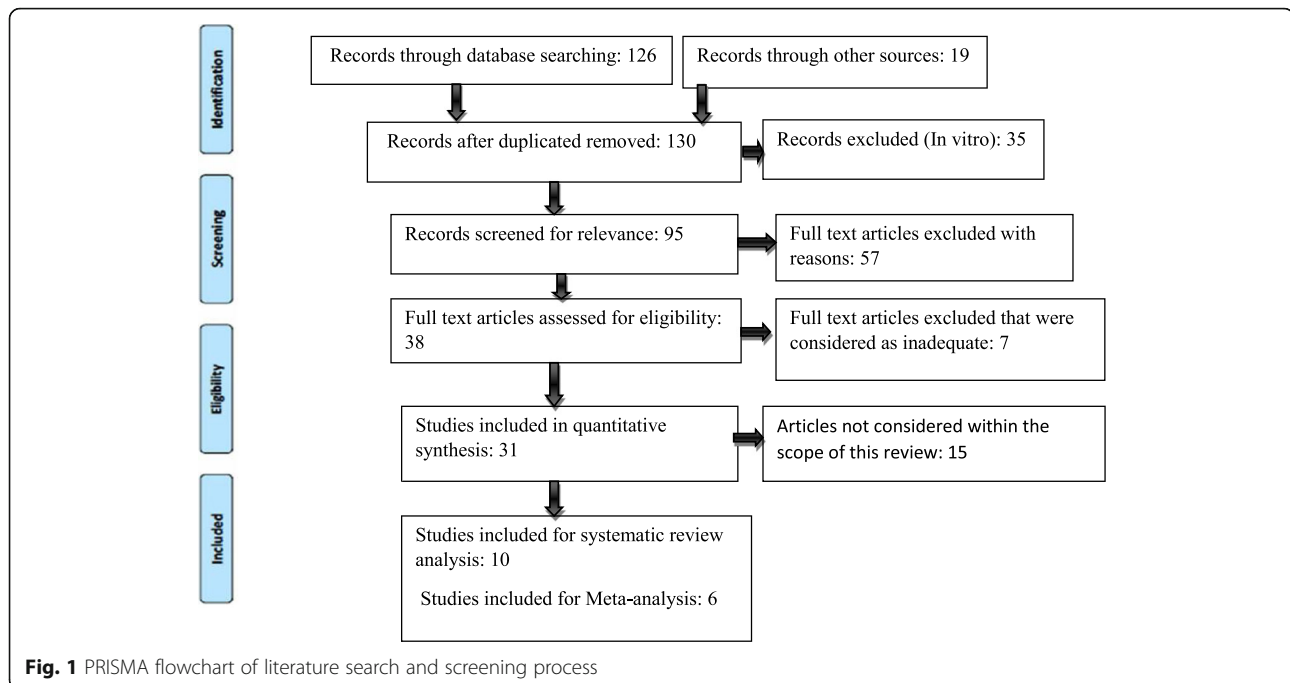 Identification
Records through database searching: 126
Records through other sources: 19
Records after duplicated removed: 130
Records excluded (In vitro): 35
Screening
Records screened for relevance: 95
Full text articles excluded with
reasons: 57
Eligibility
Full text articles assessed for eligibility:
38
Full text articles excluded that were
considered as inadequate: 7
Studies included in quantitative
synthesis: 31
Articles not considered within the
scope of this review: 15
Included
Studies included for systematic review
analysis: 10
Studies included for Meta-analysis: 6
Fig. 1 PRISMA flowchart of literature search and screening process